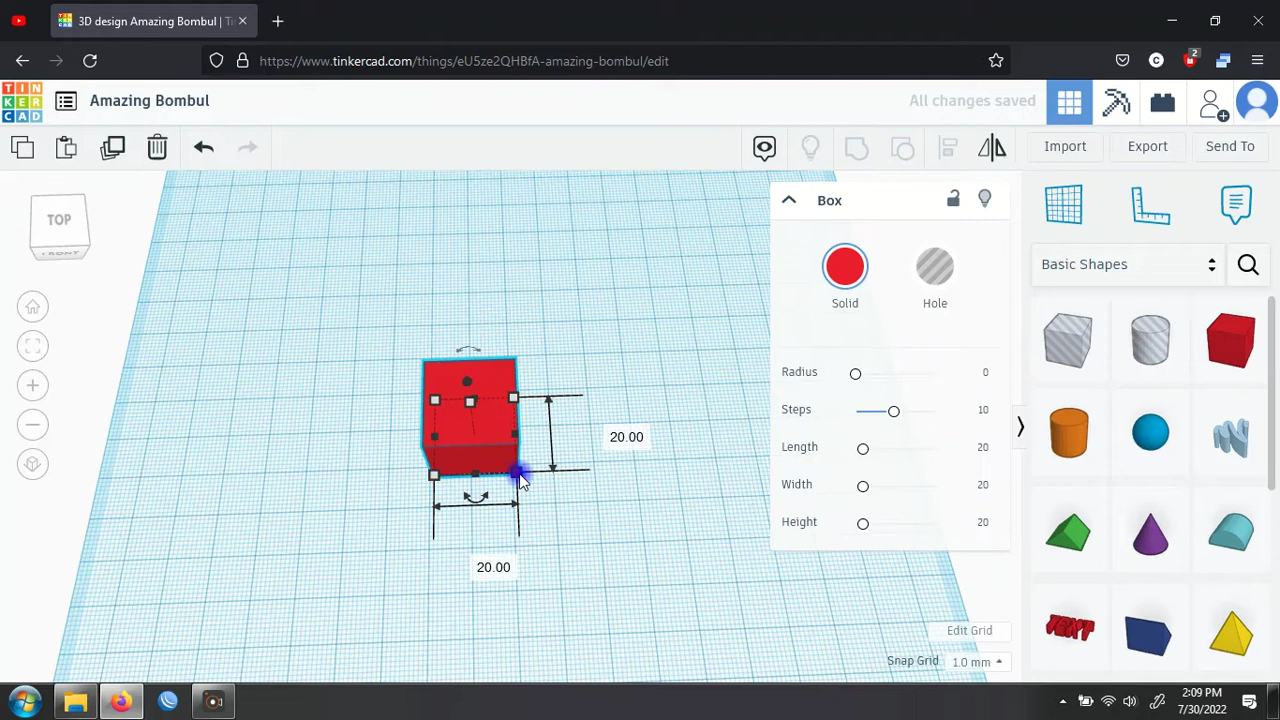 3D design Amazing Bombul | Ti
https://www.tinkercad.com/things/eU5ze2QHBfA-amazing-bombul/edit
2
TIN
KER
CAD
Amazing Bombul
All changes saved
Import
Export
Send To
TOP
FRONT
Box
Solid
Hole
Radius 0
Steps 10
Length 20
Width 20
Height 20
20.00
20.00
Basic Shapes
TEXT
Edit Grid
Snap Grid 1.0 mm
2:09 PM
7/30/2022